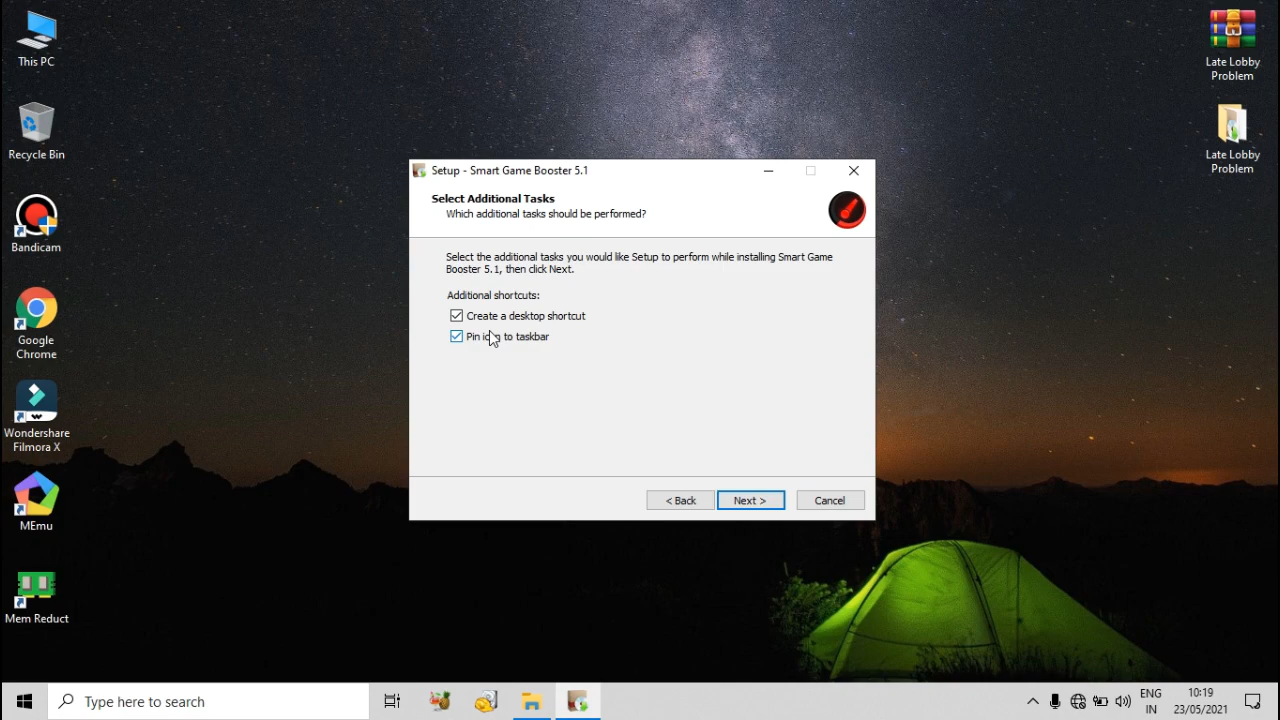 This PC
Recycle Bin
Bandicam
Google
Chrome
Wondershare
Filmora X
MEmu
Mem Reduct
Late Lobby
Problem
Late Lobby
Problem
Setup - Smart Game Booster 5.1
Select Additional Tasks
Which additional tasks should be performed?
Select the additional tasks you would like Setup to perform while installing Smart Game
Booster 5.1, then click Next.
Additional shortcuts:
Create a desktop shortcut
Pin icon to taskbar
< Back
Next >
Cancel
Type here to search
ENG
IN
10:19
23/05/2021